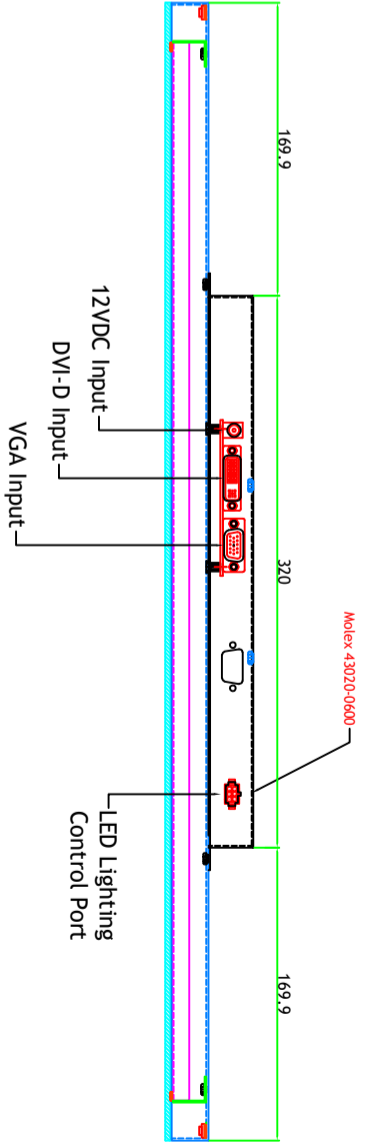 169.9
320
169.9
Molex 43020-0600
12VDC Input
DVI-D Input
VGA Input
LED Lighting
Control Port